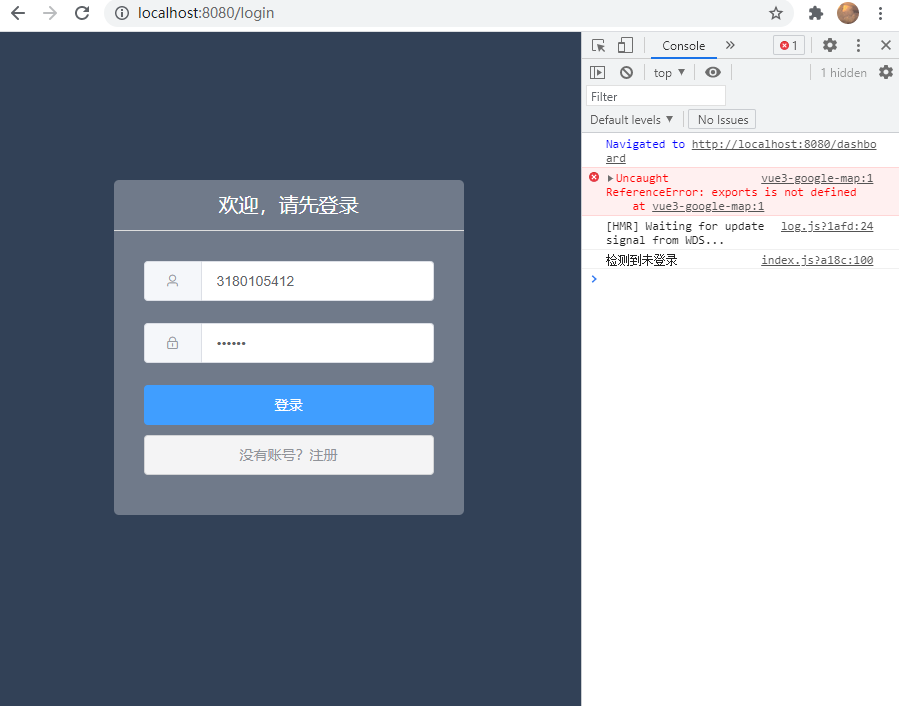 localhost:8080/login
Console
1
top
1 hidden
Filter
Default levels
No Issues
Navigated to http://localhost:8080/dashbo
ard
Uncaught vue3-google-map:1
ReferenceError: exports is not defined
at vue3-google-map:1
[HMR] Waiting for update log.js?1afd:24
signal from WDS...
检测到未登录 index.js?a18c:100
欢迎，请先登录
3180105412
••••••
登录
没有账号？注册